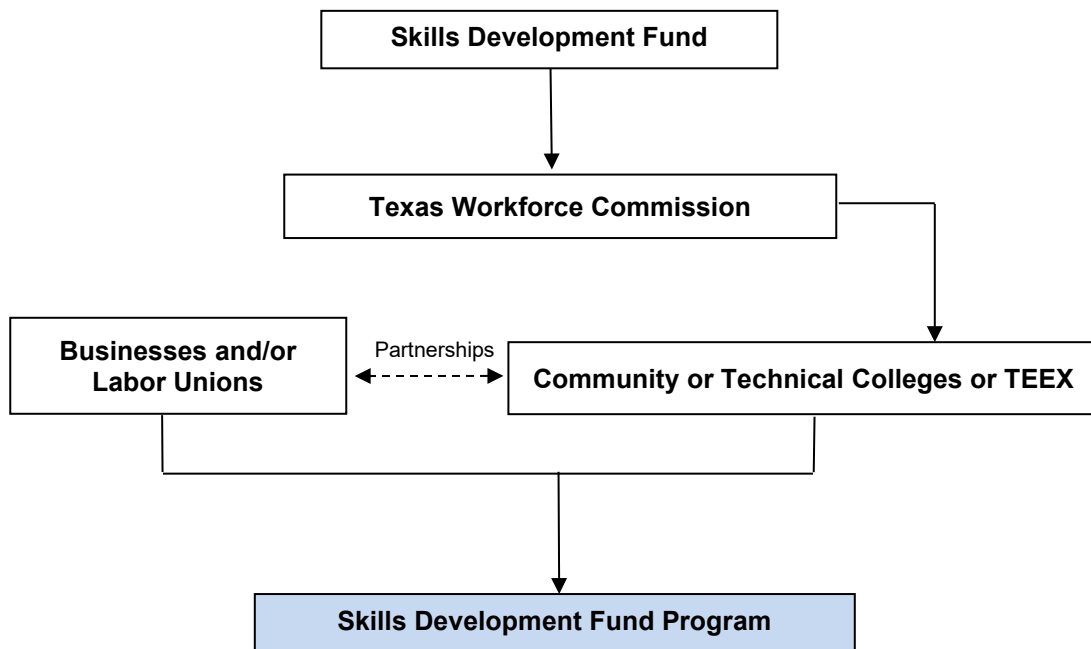 Skills Development Fund
Texas Workforce Commission
Businesses and/or
Labor Unions
Partnerships
Community or Technical Colleges or TEEX
Skills Development Fund Program